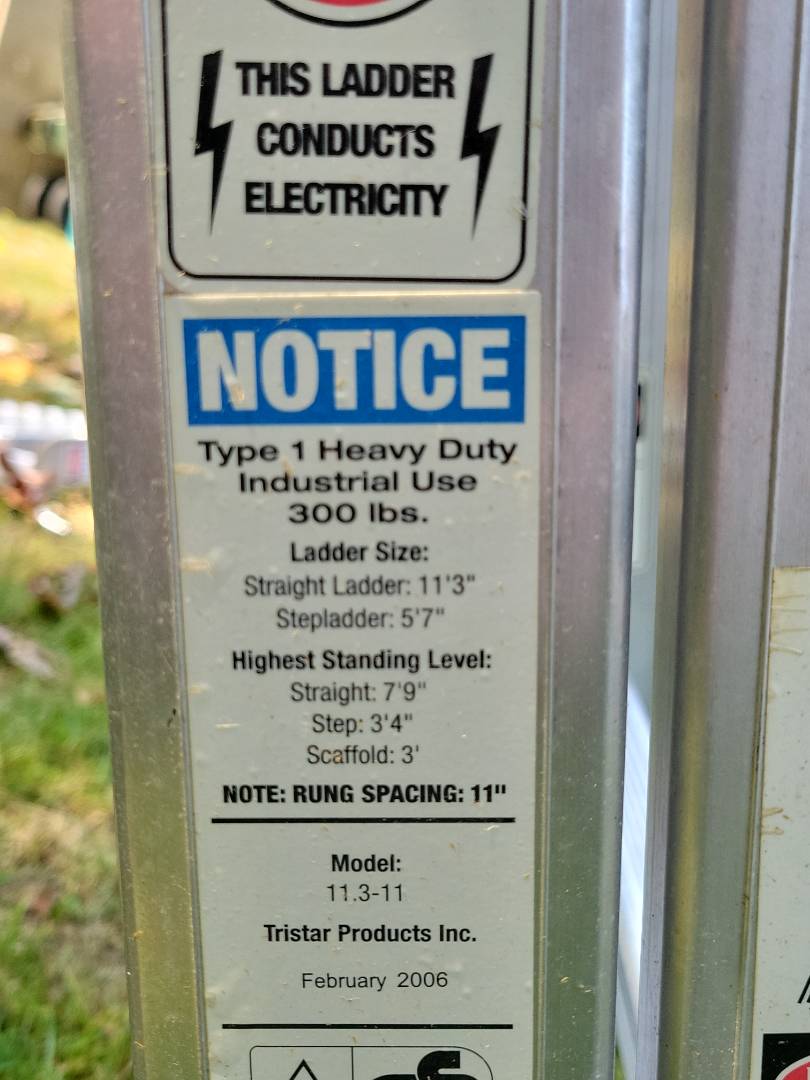 THIS LADDER
CONDUCTS
ELECTRICITY
NOTICE
Type 1 Heavy Duty
Industrial Use
300 lbs.
Ladder Size:
Straight Ladder: 11'3"
Stepladder: 5'7"
Highest Standing Level:
Straight: 7'9"
Step: 3'4"
Scaffold: 3'
NOTE: RUNG SPACING: 11"
Model:
11.3-11
Tristar Products Inc.
February 2006